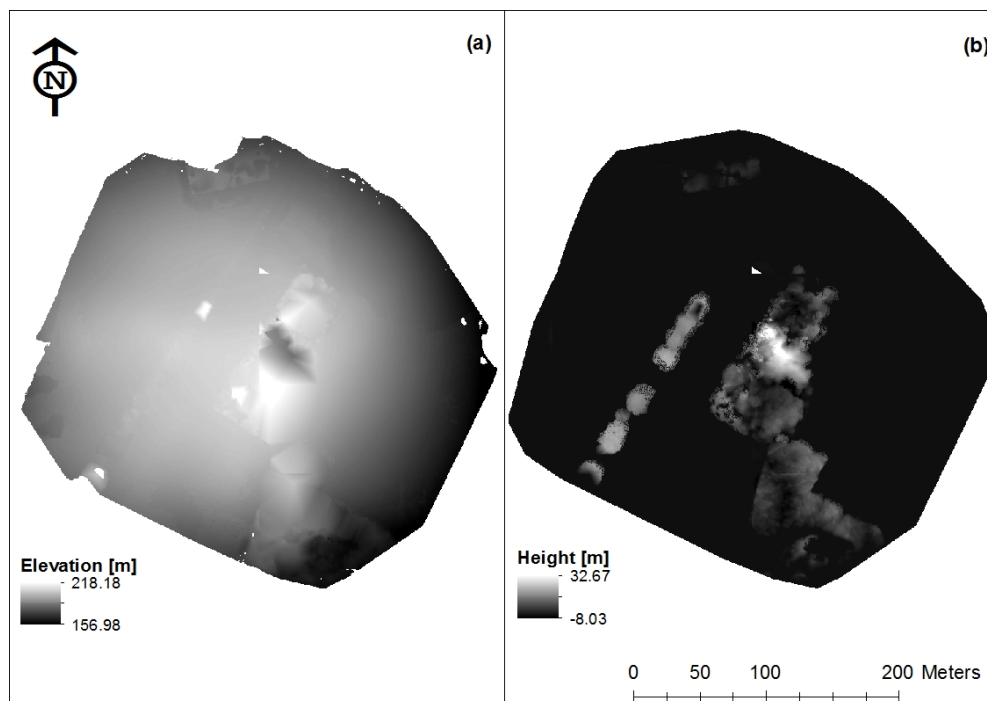 (a)
(b)
N
Elevation [m]
218.18
156.98
Height [m]
32.67
-8.03
0 50 100 200 Meters